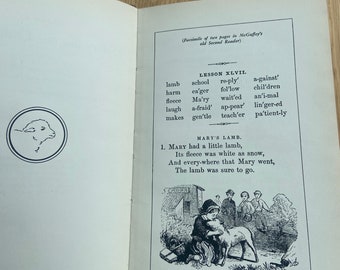 (Facsimile of two pages in McGuffey's
old Second Reader)
LESSON XLVII.
lamb school re-ply' a-gainst'
harm ea'ger fol'low chil'dren
fleece Ma'ry wait'ed an'i-mal
laugh a-fraid' ap-pear' lin'ger-ed
makes gen'tle teach'er pa'tient-ly
MARY'S LAMB.
1. MARY had a little lamb,
Its fleece was white as snow,
And every-where that Mary went,
The lamb was sure to go.